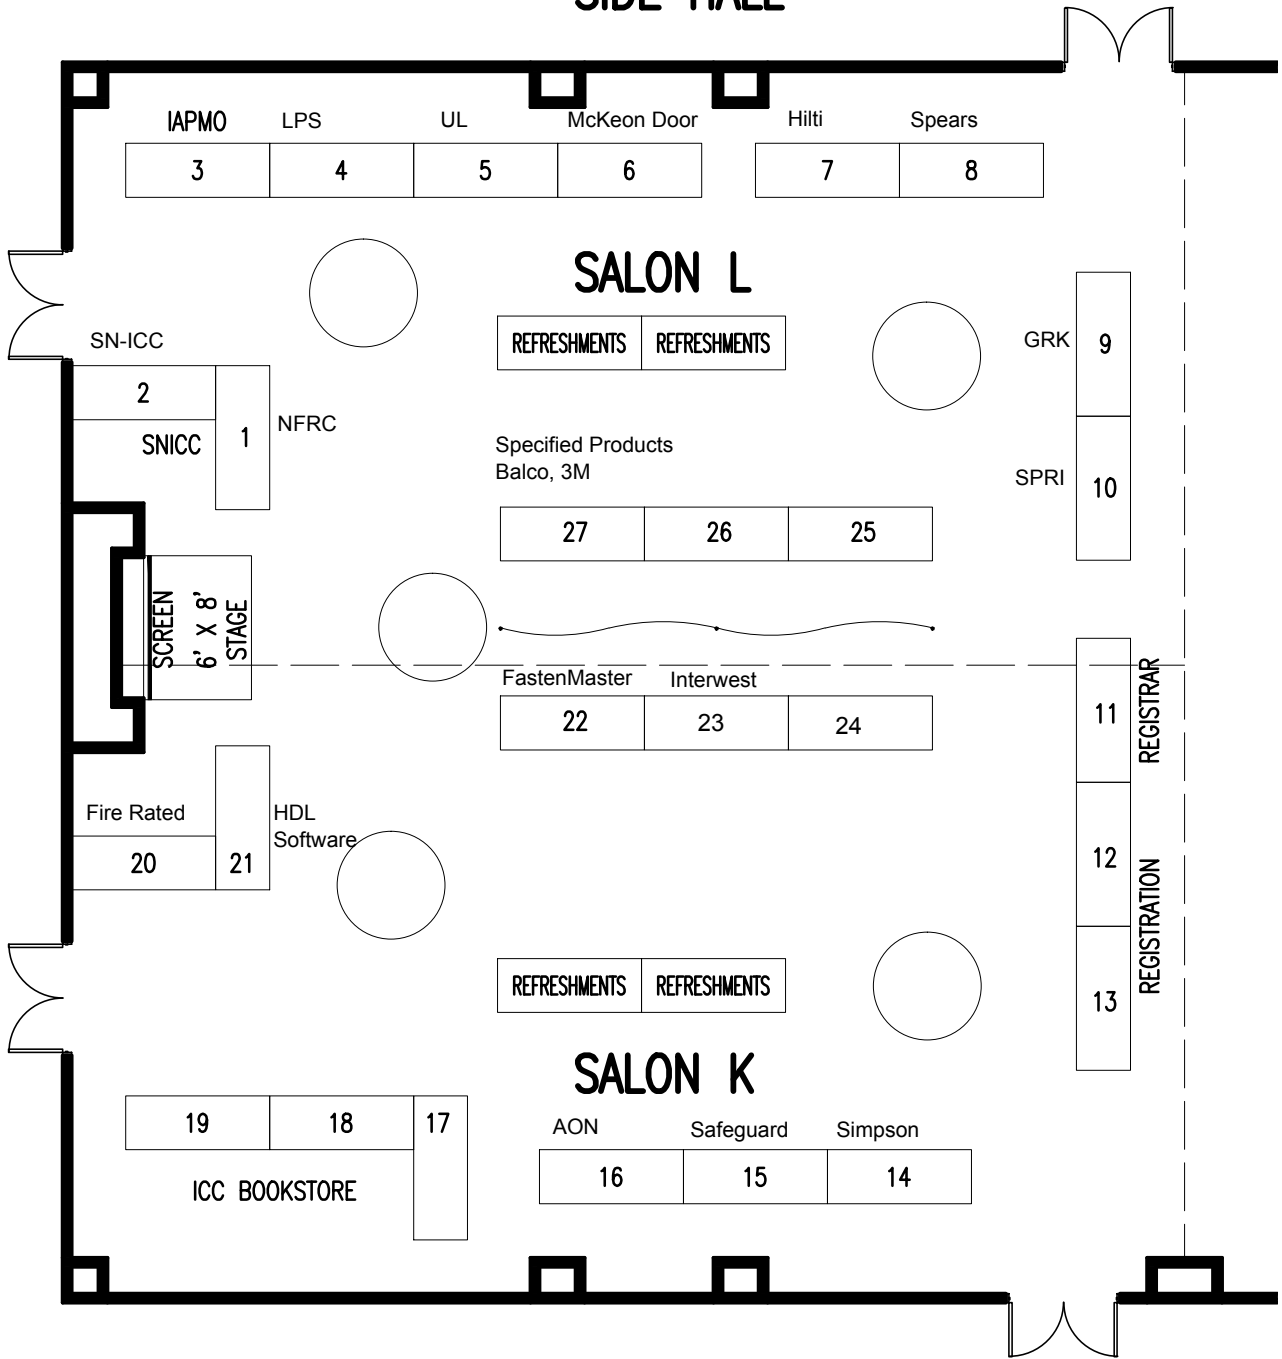 SIDE HALL
IAPMO LPS UL McKeon Door Hilti Spears
3 4 5 6 7 8
SALON L
REFRESHMENTS REFRESHMENTS
SN-ICC
2
SNICC
1
NFRC
GRK 9
SPRI 10
Specified Products
Balco, 3M
27 26 25
SCREEN
6' X 8'
STAGE
FastenMaster Interwest
22 23 24
11
REGISTRAR
12
REGISTRATION
13
Fire Rated
20
21
HDL
Software
REFRESHMENTS REFRESHMENTS
SALON K
19 18 17
ICC BOOKSTORE
AON Safeguard Simpson
16 15 14